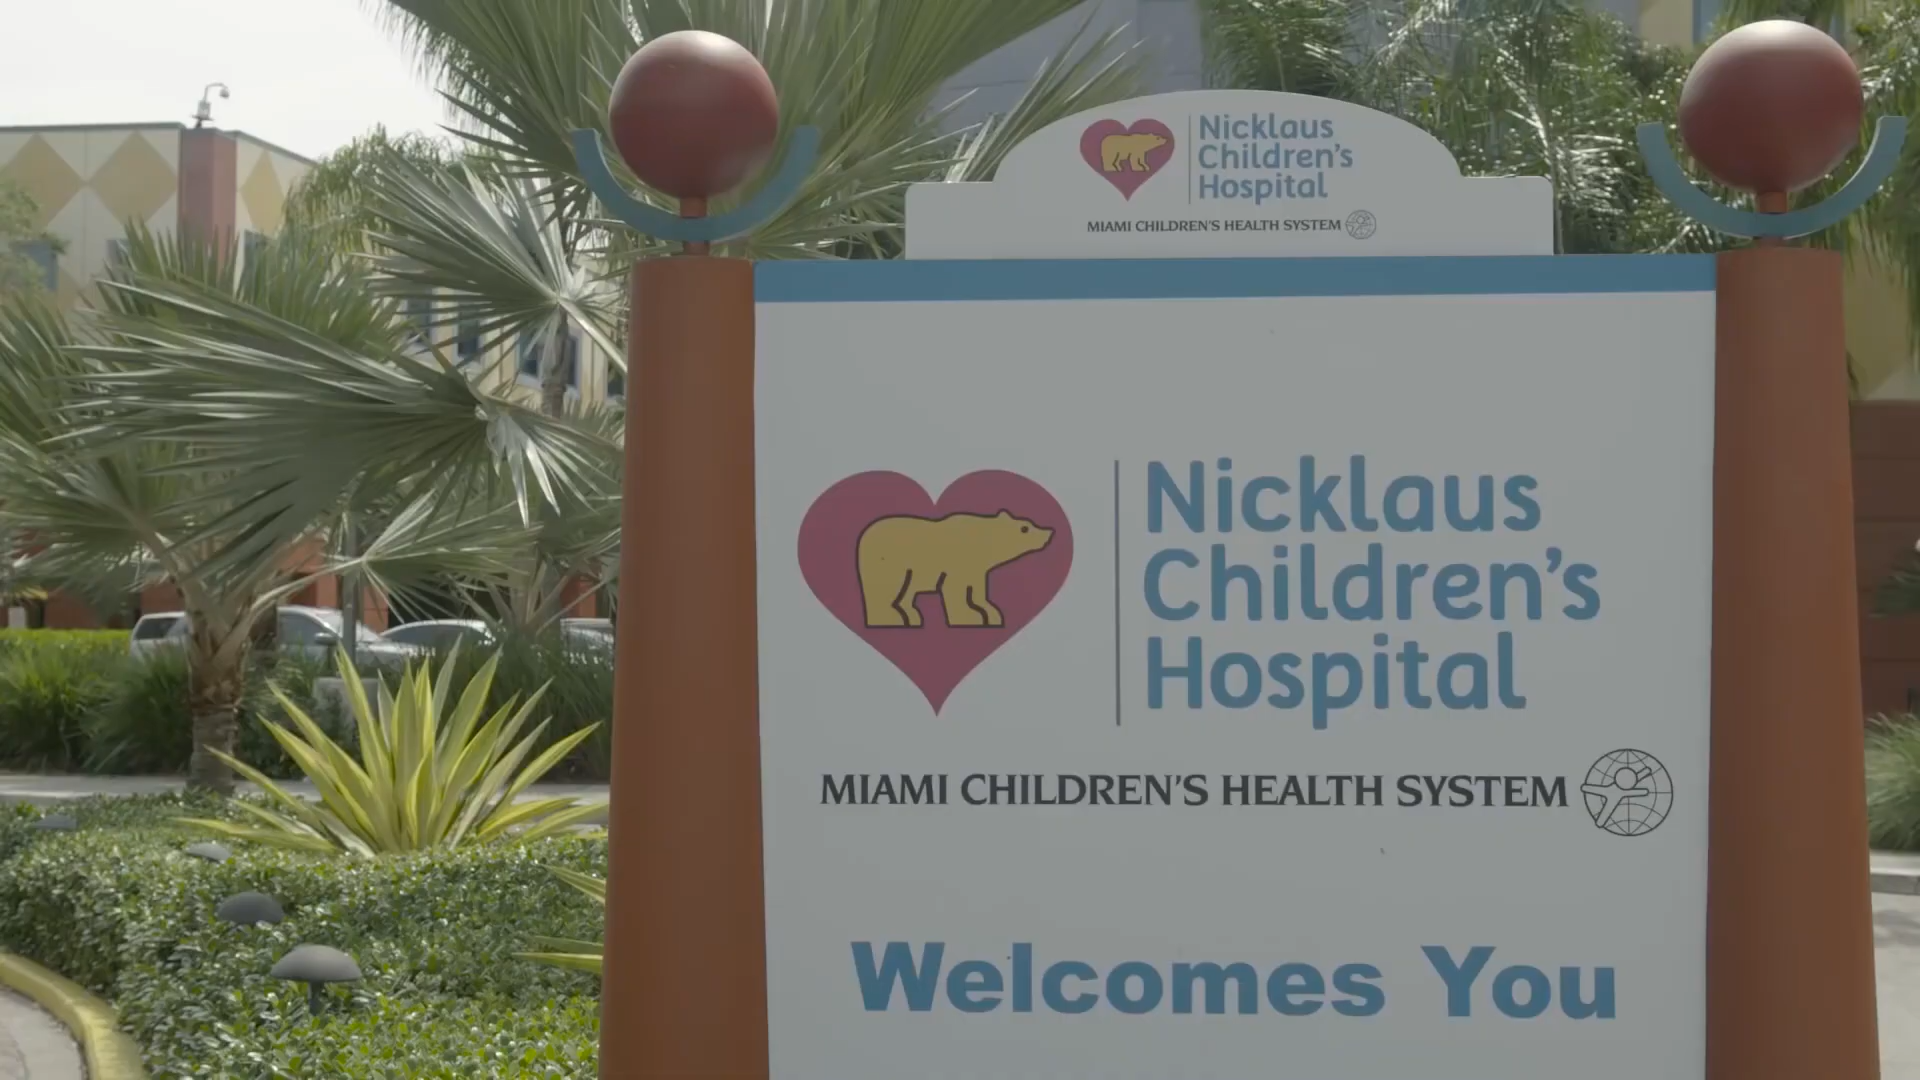 Nicklaus
Children's
Hospital
MIAMI CHILDREN'S HEALTH SYSTEM
Nicklaus
Children's
Hospital
MIAMI CHILDREN'S HEALTH SYSTEM
Welcomes You